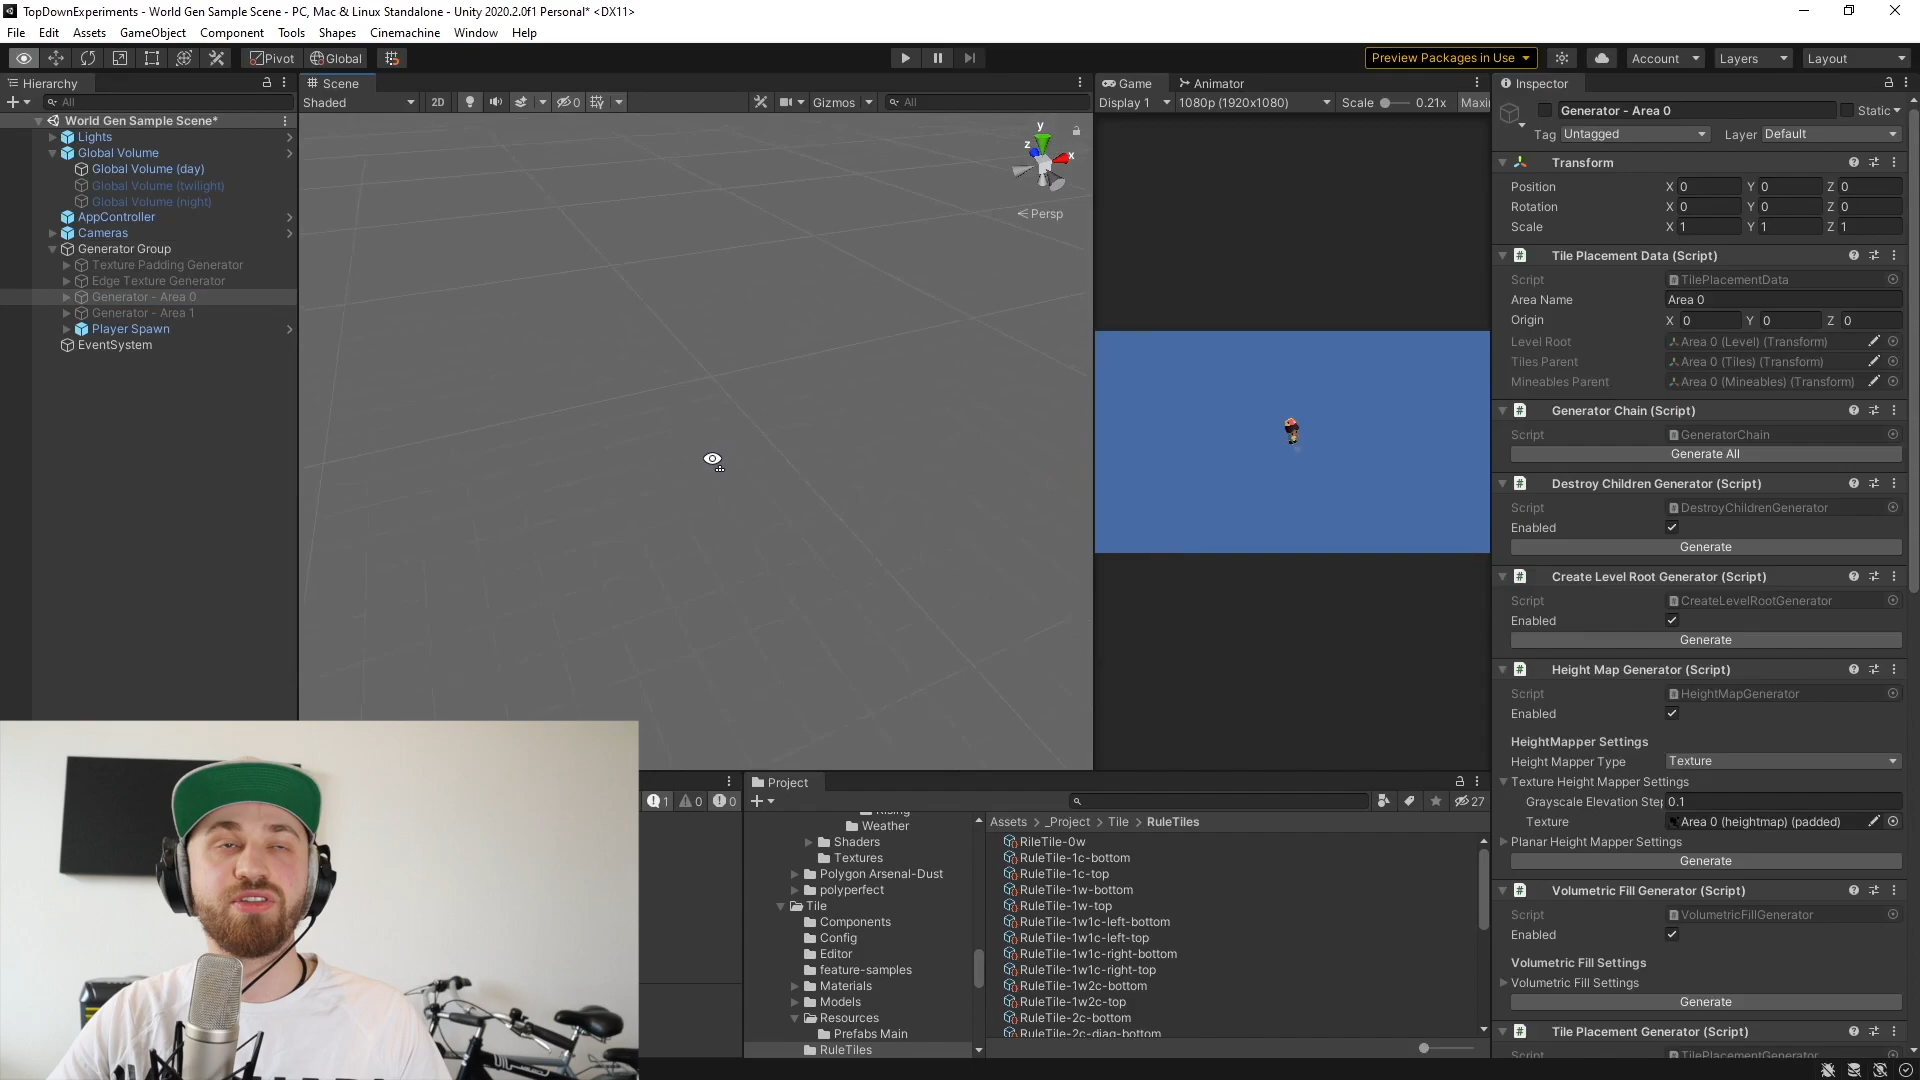 TopDownExperiments - World Gen Sample Scene - PC, Mac & Linux Standalone - Unity 2020.2.0f1 Personal* <DX11>
File Edit Assets GameObject Component Tools Shapes Cinemachine Window Help
Pivot Global Preview Packages in Use Account Layers Layout
Hierarchy
All
World Gen Sample Scene*
Lights
Global Volume
Global Volume (day)
Global Volume (twilight)
Global Volume (night)
AppController
Cameras
Generator Group
Texture Padding Generator
Edge Texture Generator
Generator - Area 0
Generator - Area 1
Player Spawn
EventSystem
Scene
Shaded 2D 0 Gizmos All
y
z x
Persp
Game Animator
Display 1 1080p (1920x1080) Scale 0.21x Maxi
Inspector
Generator - Area 0 Static
Tag Untagged Layer Default
Transform
Position X 0 Y 0 Z 0
Rotation X 0 Y 0 Z 0
Scale X 1 Y 1 Z 1
Tile Placement Data (Script)
Script TilePlacementData
Area Name Area 0
Origin X 0 Y 0 Z 0
Level Root Area 0 (Level) (Transform)
Tiles Parent Area 0 (Tiles) (Transform)
Mineables Parent Area 0 (Mineables) (Transform)
Generator Chain (Script)
Script GeneratorChain
Generate All
Destroy Children Generator (Script)
Script DestroyChildrenGenerator
Enabled
Generate
Create Level Root Generator (Script)
Script CreateLevelRootGenerator
Enabled
Generate
Height Map Generator (Script)
Script HeightMapGenerator
Enabled
HeightMapper Settings
Height Mapper Type Texture
Texture Height Mapper Settings
Grayscale Elevation Step 0.1
Texture Area 0 (heightmap) (padded)
Planar Height Mapper Settings
Generate
Volumetric Fill Generator (Script)
Script VolumetricFillGenerator
Enabled
Volumetric Fill Settings
Volumetric Fill Settings
Generate
Tile Placement Generator (Script)
Script TilePlacementGenerator
1 0 0
Project
27
Weather
Shaders
Textures
Polygon Arsenal-Dust
polyperfect
Tile
Components
Config
Editor
feature-samples
Materials
Models
Resources
Prefabs Main
RuleTiles
Assets > _Project > Tile > RuleTiles
RileTile-0w
RuleTile-1c-bottom
RuleTile-1c-top
RuleTile-1w-bottom
RuleTile-1w-top
RuleTile-1w1c-left-bottom
RuleTile-1w1c-left-top
RuleTile-1w1c-right-bottom
RuleTile-1w1c-right-top
RuleTile-1w2c-bottom
RuleTile-1w2c-top
RuleTile-2c-bottom
RuleTile-2c-diag-bottom